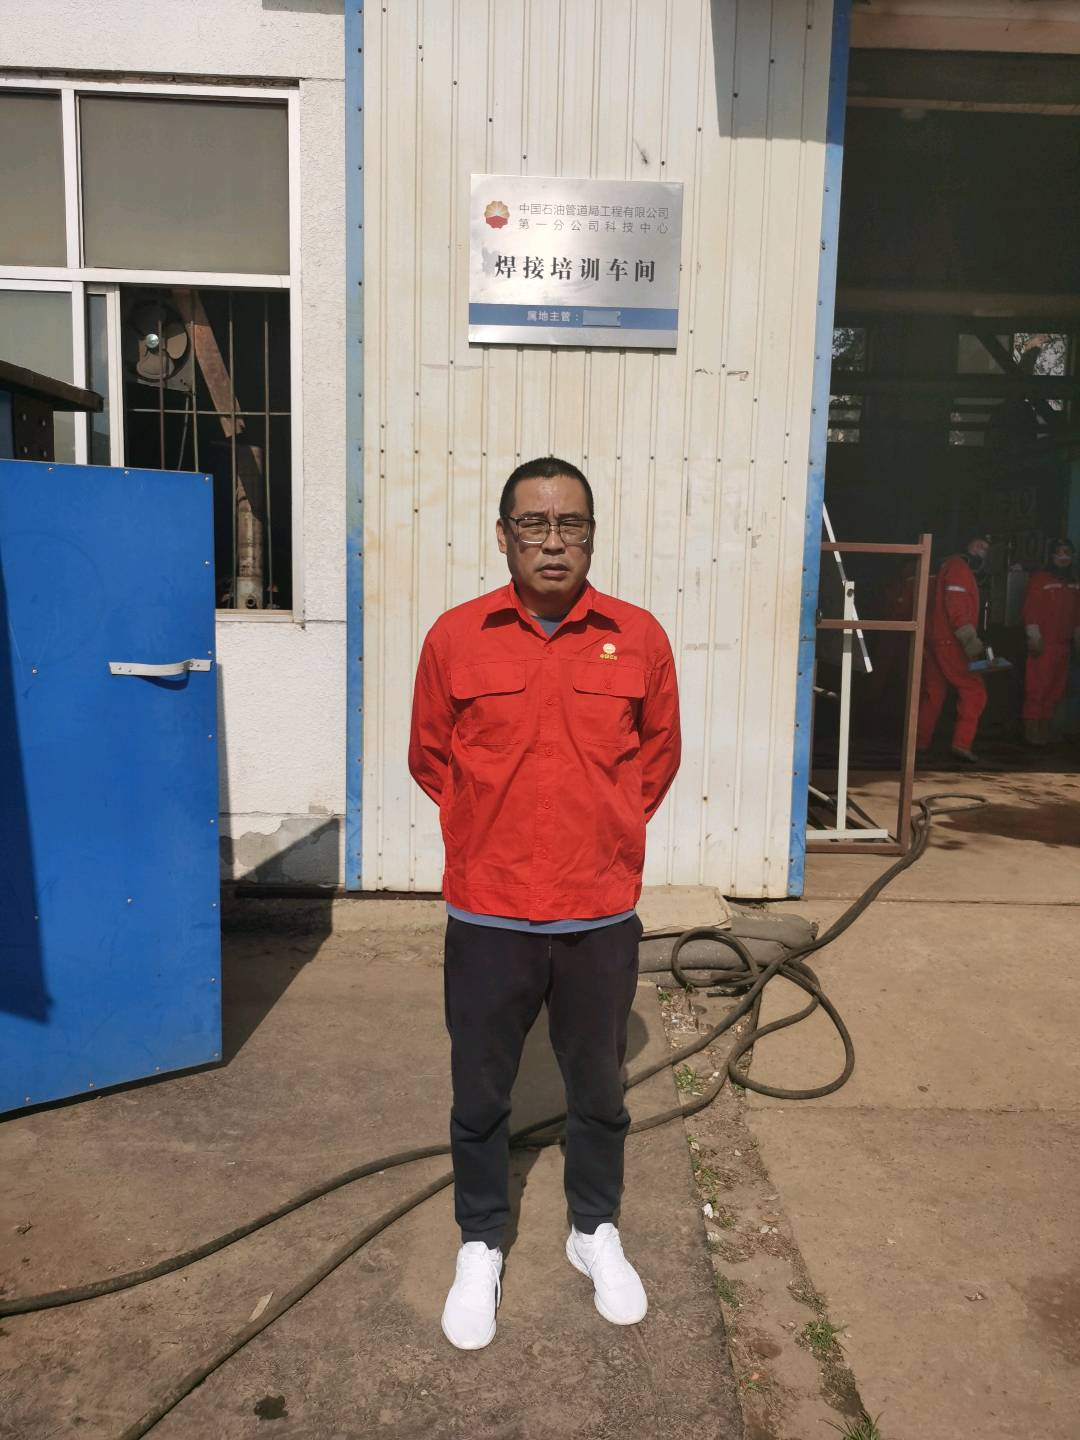 中国石油管道局工程有限公司
第一分公司科技中心
焊接培训车间
属地主管：